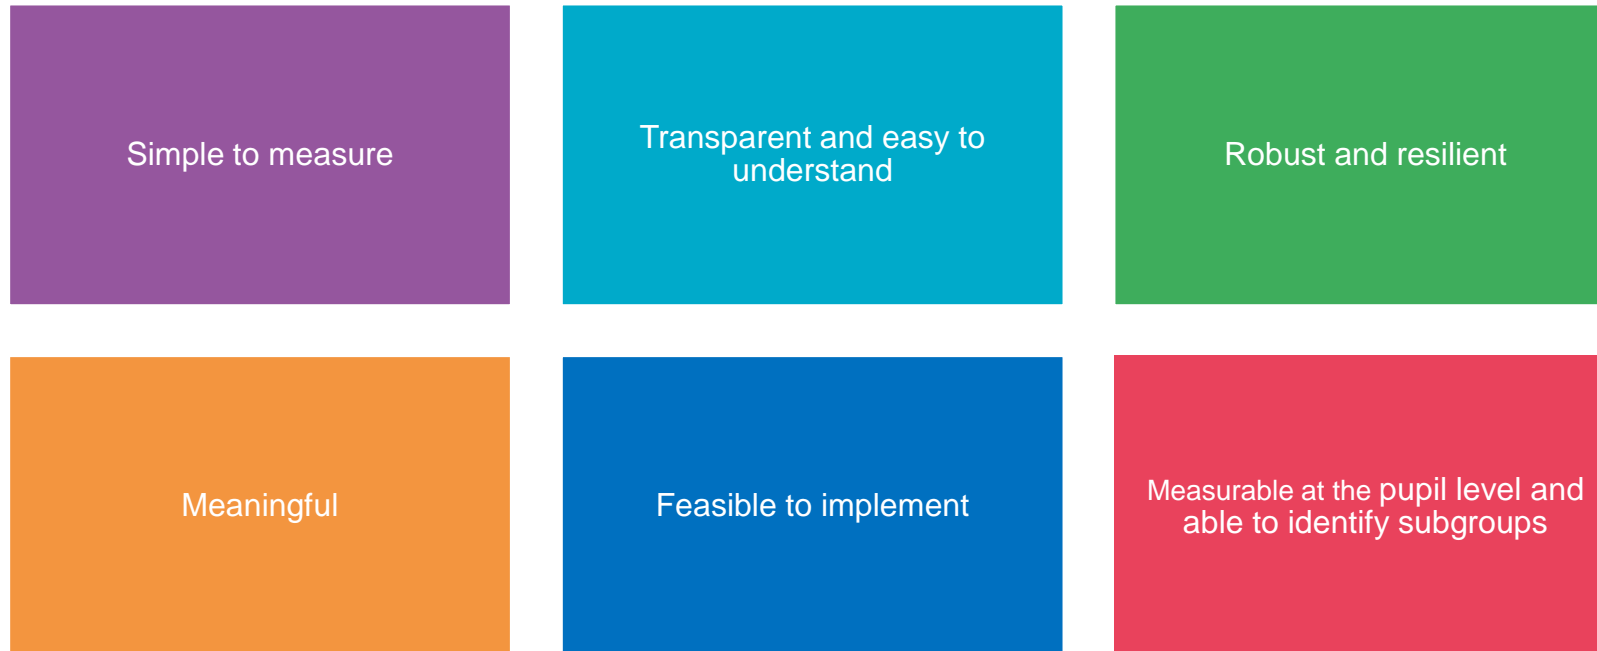 Simple to measure
Transparent and easy to
understand
Robust and resilient
Meaningful
Feasible to implement
Measurable at the pupil level and
able to identify subgroups